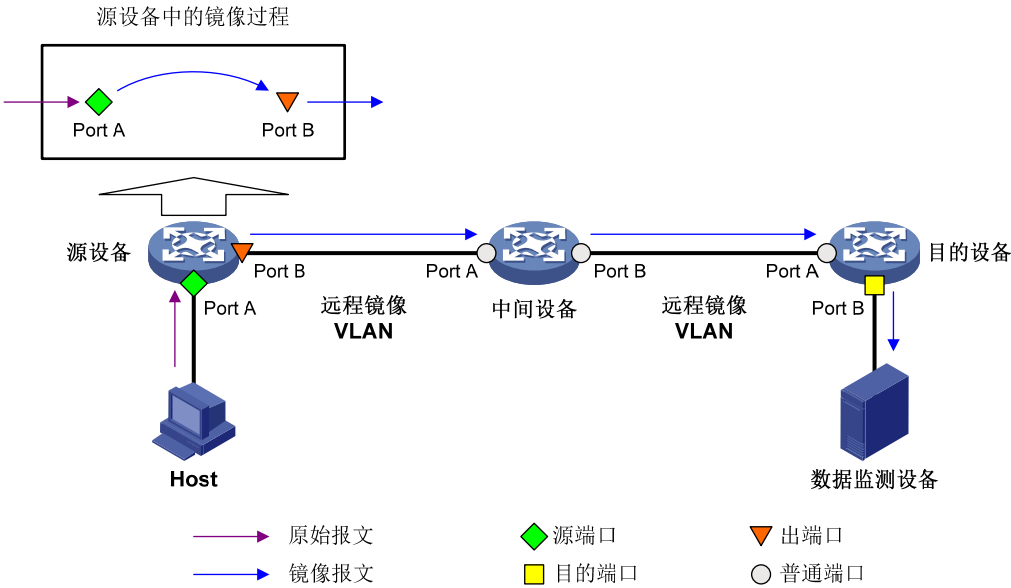 源设备中的镜像过程
Port A
Port B
源设备
Port B
Port A
Port B
Port A
目的设备
Port A
远程镜像
VLAN
中间设备
远程镜像
VLAN
Port B
Host
数据监测设备
原始报文
源端口
出端口
镜像报文
目的端口
普通端口